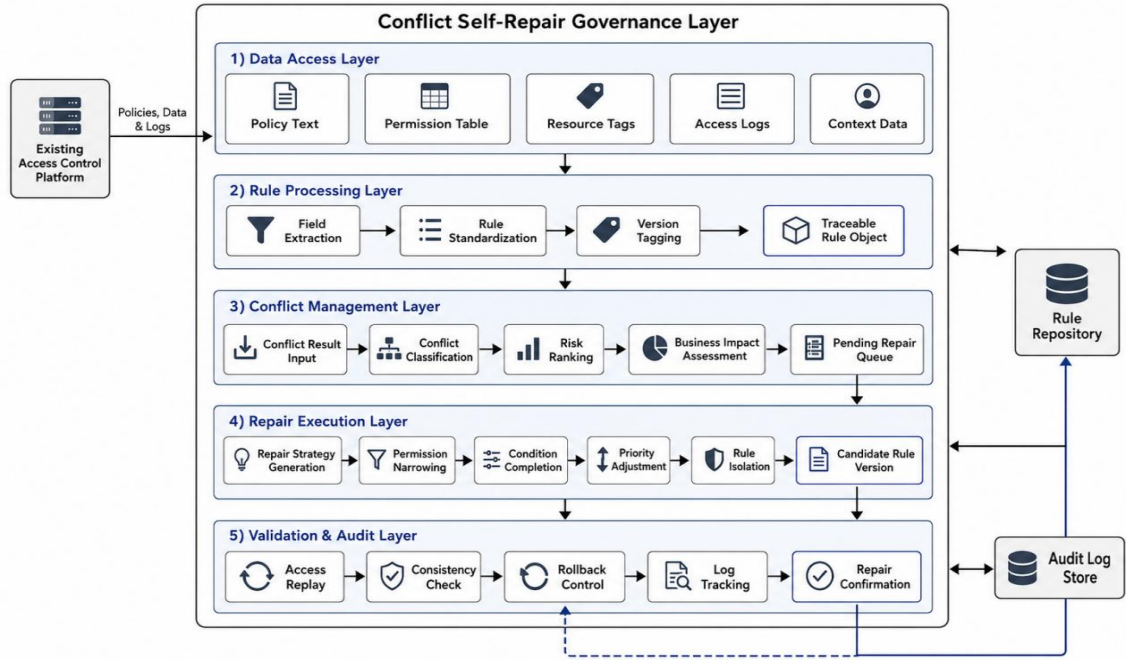 Conflict Self-Repair Governance Layer
1) Data Access Layer
Policy Text
Permission Table
Resource Tags
Access Logs
Context Data
Policies, Data
& Logs
Existing
Access Control
Platform
2) Rule Processing Layer
Field
Extraction
Rule
Standardization
Version
Tagging
Traceable
Rule Object
Rule
Repository
3) Conflict Management Layer
Conflict Result
Input
Conflict
Classification
Risk
Ranking
Business Impact
Assessment
Pending Repair
Queue
4) Repair Execution Layer
Repair Strategy
Generation
Permission
Narrowing
Condition
Completion
Priority
Adjustment
Rule
Isolation
Candidate Rule
Version
5) Validation & Audit Layer
Access
Replay
Consistency
Check
Rollback
Control
Log
Tracking
Repair
Confirmation
Audit Log
Store